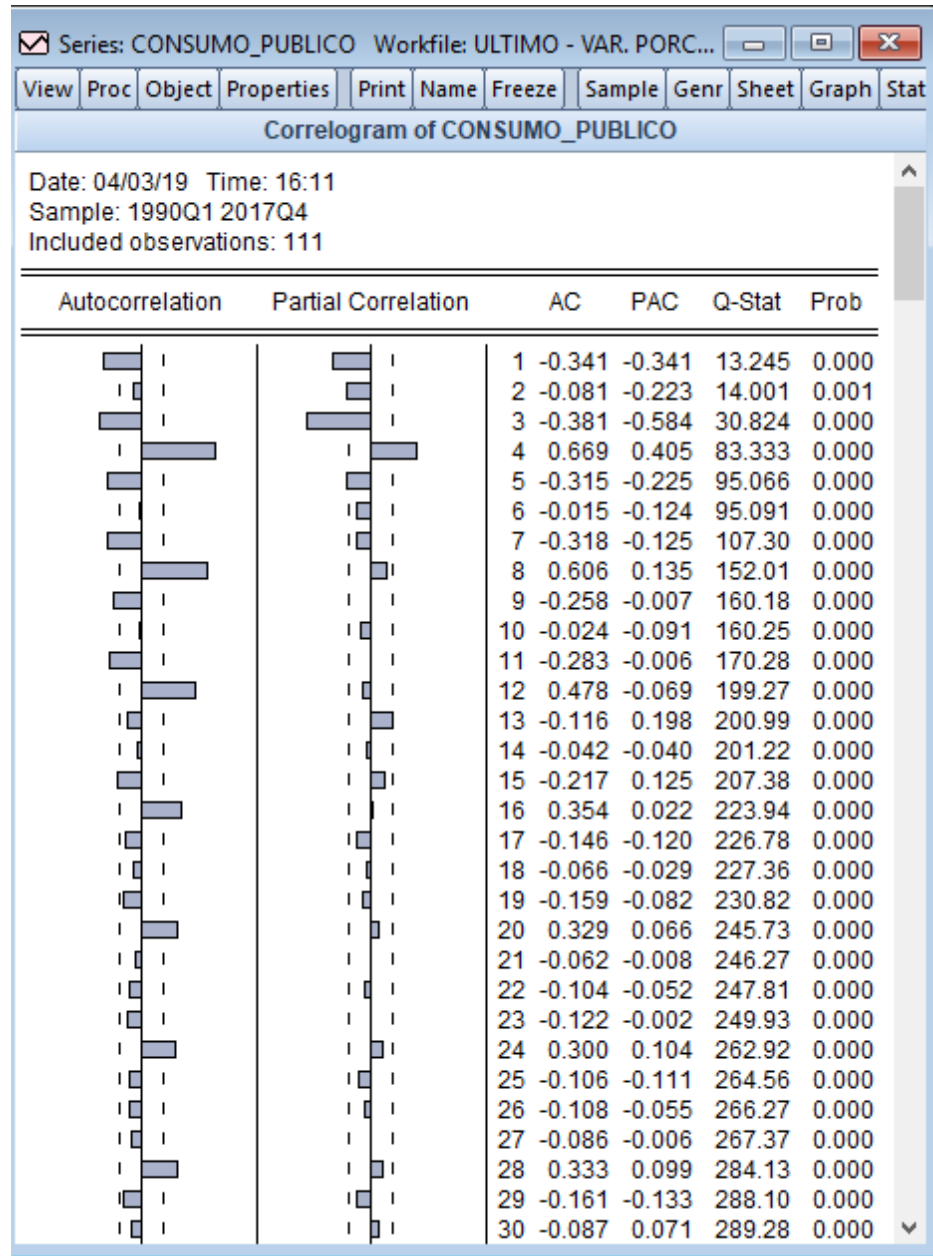 Series: CONSUMO_PUBLICO Workfile: ULTIMO - VAR. PORC...
View Proc Object Properties Print Name Freeze Sample Genr Sheet Graph Stat
Correlogram of CONSUMO_PUBLICO
Date: 04/03/19 Time: 16:11
Sample: 1990Q1 2017Q4
Included observations: 111
Autocorrelation Partial Correlation AC PAC Q-Stat Prob
1 -0.341 -0.341 13.245 0.000
2 -0.081 -0.223 14.001 0.001
3 -0.381 -0.584 30.824 0.000
4 0.669 0.405 83.333 0.000
5 -0.315 -0.225 95.066 0.000
6 -0.015 -0.124 95.091 0.000
7 -0.318 -0.125 107.30 0.000
8 0.606 0.135 152.01 0.000
9 -0.258 -0.007 160.18 0.000
10 -0.024 -0.091 160.25 0.000
11 -0.283 -0.006 170.28 0.000
12 0.478 -0.069 199.27 0.000
13 -0.116 0.198 200.99 0.000
14 -0.042 -0.040 201.22 0.000
15 -0.217 0.125 207.38 0.000
16 0.354 0.022 223.94 0.000
17 -0.146 -0.120 226.78 0.000
18 -0.066 -0.029 227.36 0.000
19 -0.159 -0.082 230.82 0.000
20 0.329 0.066 245.73 0.000
21 -0.062 -0.008 246.27 0.000
22 -0.104 -0.052 247.81 0.000
23 -0.122 -0.002 249.93 0.000
24 0.300 0.104 262.92 0.000
25 -0.106 -0.111 264.56 0.000
26 -0.108 -0.055 266.27 0.000
27 -0.086 -0.006 267.37 0.000
28 0.333 0.099 284.13 0.000
29 -0.161 -0.133 288.10 0.000
30 -0.087 0.071 289.28 0.000